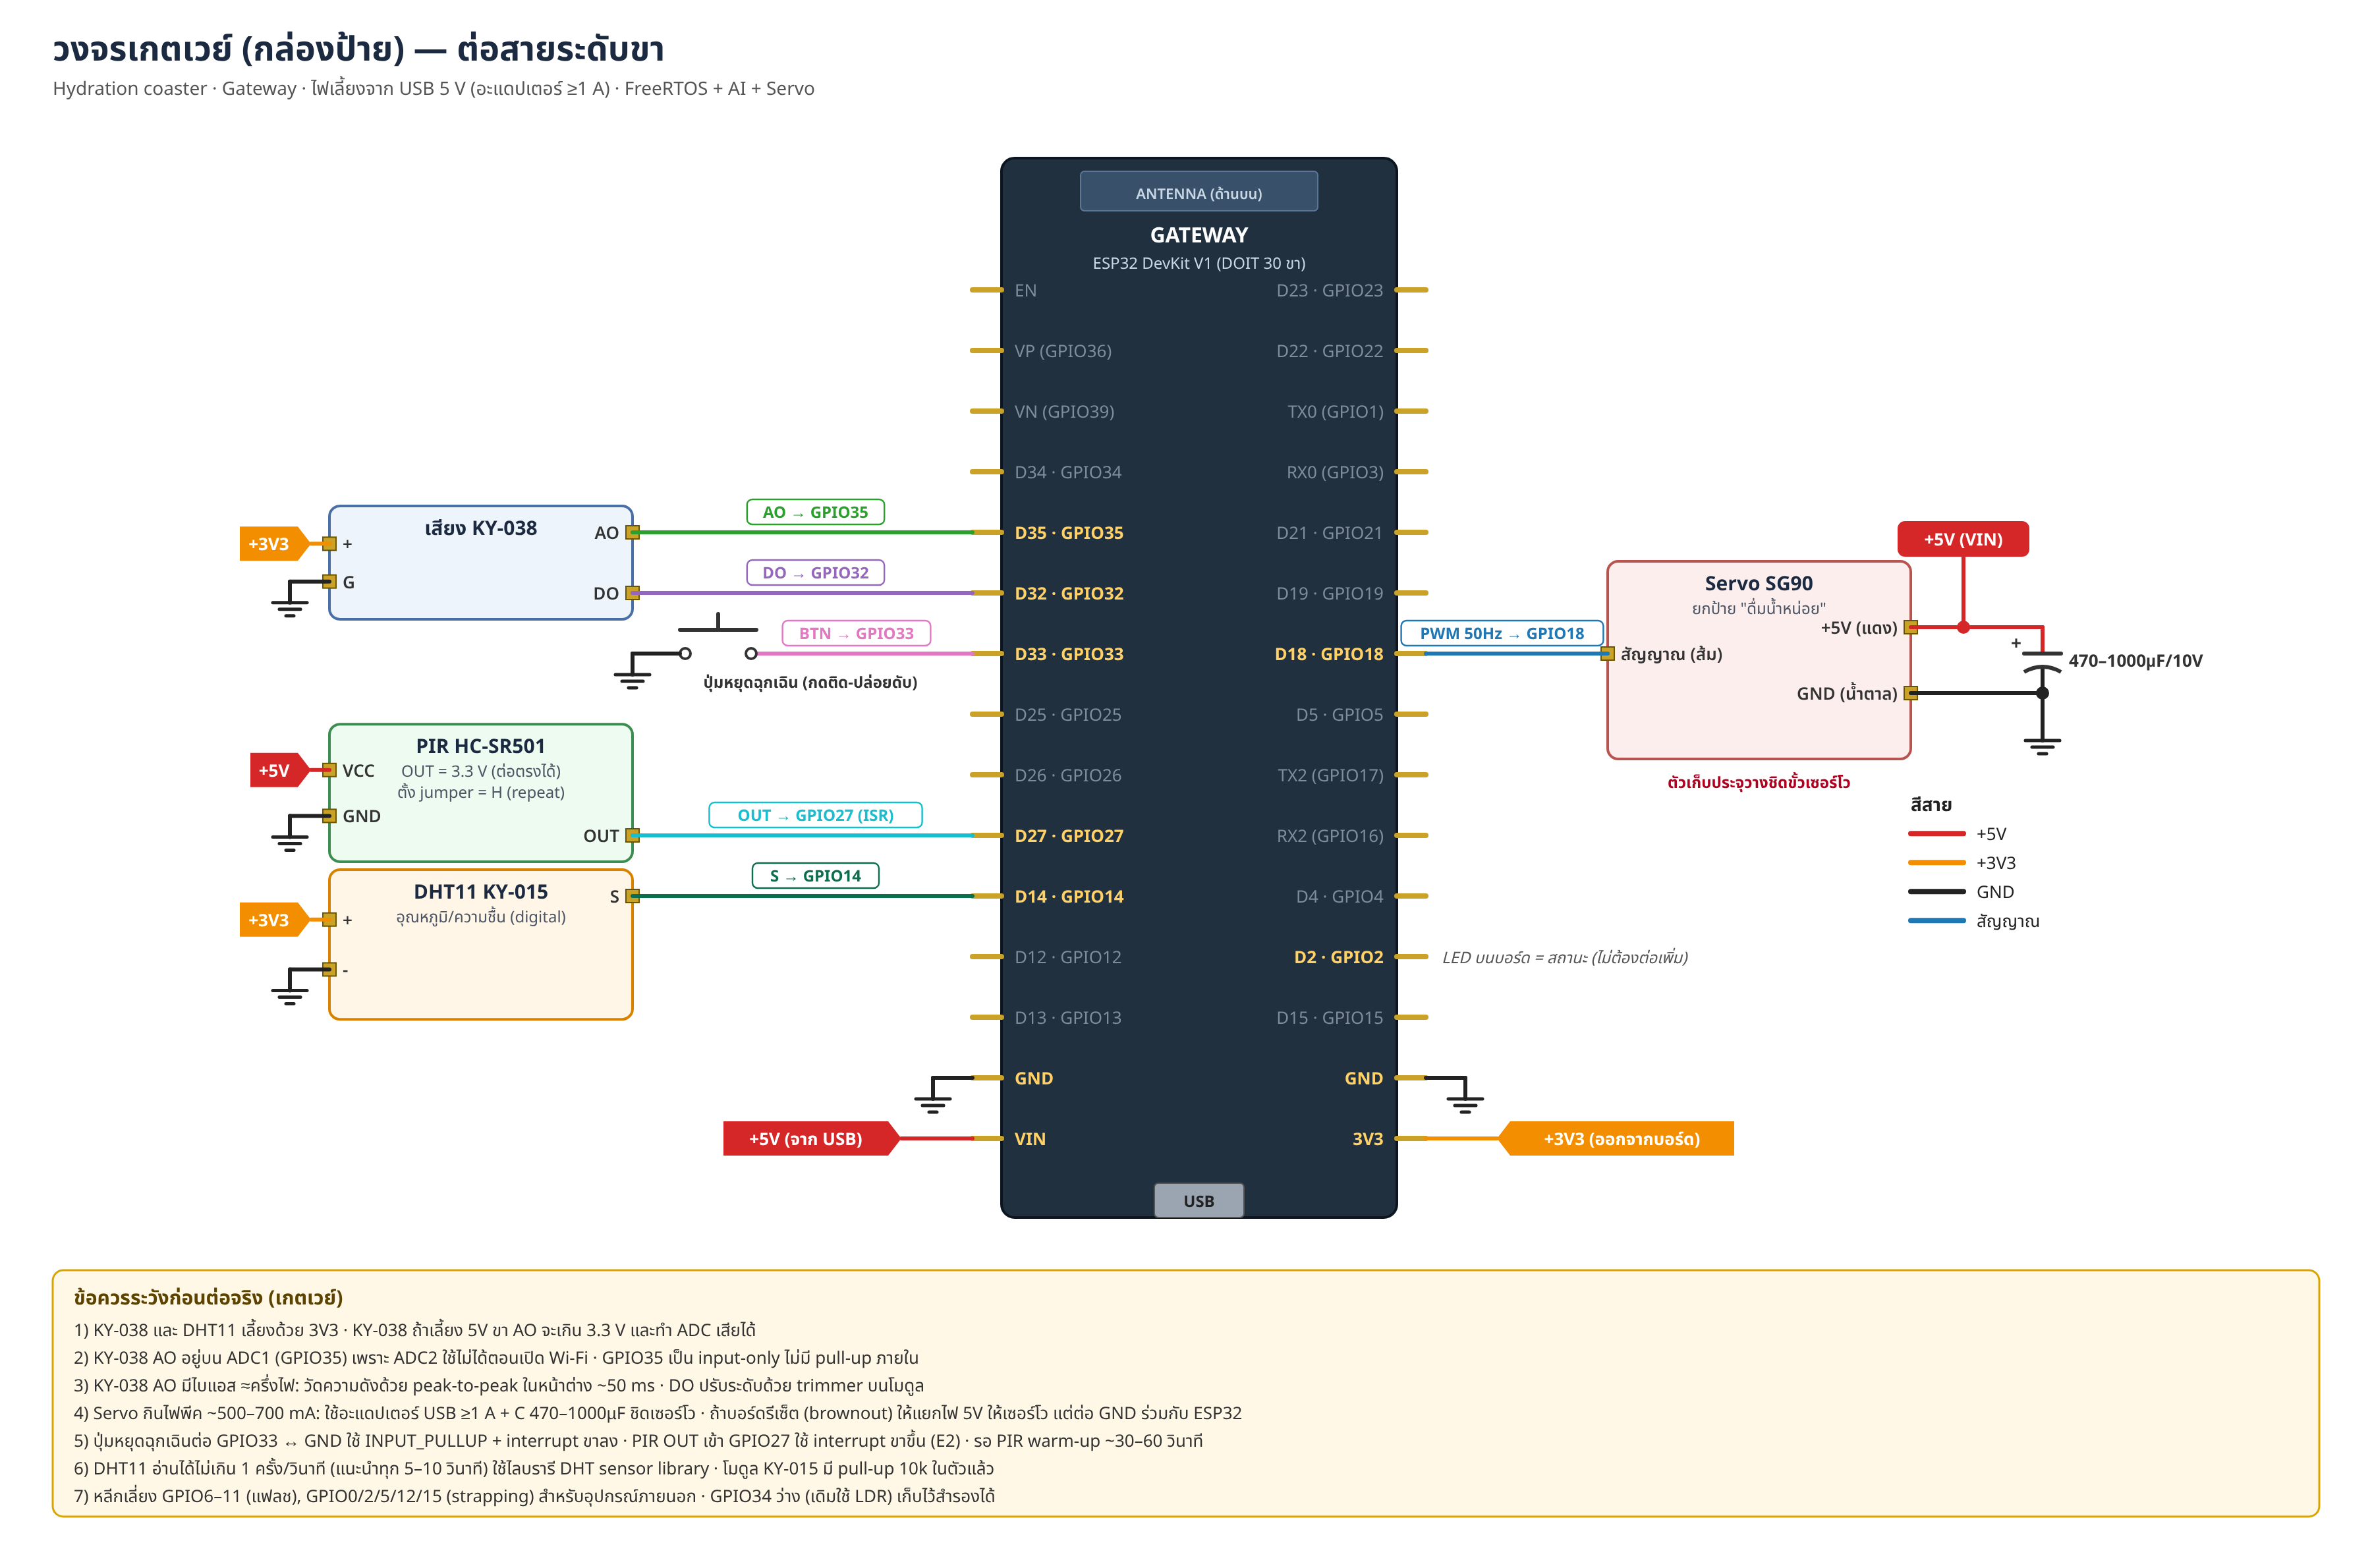 วงจรเกตเวย์ (กล่องป้าย) — ต่อสายระดับขา
Hydration coaster · Gateway · ไฟเลี้ยงจาก USB 5 V (อะแดปเตอร์ ≥1 A) · FreeRTOS + AI + Servo
ANTENNA (ด้านบน)
GATEWAY
ESP32 DevKit V1 (DOIT 30 ขา)
EN
D23 · GPIO23
VP (GPIO36)
D22 · GPIO22
VN (GPIO39)
TX0 (GPIO1)
D34 · GPIO34
RX0 (GPIO3)
D35 · GPIO35
D21 · GPIO21
D32 · GPIO32
D19 · GPIO19
D33 · GPIO33
D18 · GPIO18
D25 · GPIO25
D5 · GPIO5
D26 · GPIO26
TX2 (GPIO17)
D27 · GPIO27
RX2 (GPIO16)
D14 · GPIO14
D4 · GPIO4
D12 · GPIO12
D2 · GPIO2
D13 · GPIO13
D15 · GPIO15
GND
GND
VIN
3V3
USB
+3V3
เสียง KY-038
+
G
AO
DO
AO → GPIO35
DO → GPIO32
BTN → GPIO33
ปุ่มหยุดฉุกเฉิน (กดติด-ปล่อยดับ)
+5V
PIR HC-SR501
OUT = 3.3 V (ต่อตรงได้)
ตั้ง jumper = H (repeat)
VCC
GND
OUT
OUT → GPIO27 (ISR)
+3V3
DHT11 KY-015
อุณหภูมิ/ความชื้น (digital)
+
-
S
S → GPIO14
+5V (จาก USB)
+3V3 (ออกจากบอร์ด)
PWM 50Hz → GPIO18
+5V (VIN)
Servo SG90
ยกป้าย "ดื่มน้ำหน่อย"
+5V (แดง)
สัญญาณ (ส้ม)
GND (น้ำตาล)
+
470–1000µF/10V
ตัวเก็บประจุวางชิดขั้วเซอร์โว
สีสาย
+5V
+3V3
GND
สัญญาณ
LED บนบอร์ด = สถานะ (ไม่ต้องต่อเพิ่ม)
ข้อควรระวังก่อนต่อจริง (เกตเวย์)
1) KY-038 และ DHT11 เลี้ยงด้วย 3V3 · KY-038 ถ้าเลี้ยง 5V ขา AO จะเกิน 3.3 V และทำ ADC เสียได้
2) KY-038 AO อยู่บน ADC1 (GPIO35) เพราะ ADC2 ใช้ไม่ได้ตอนเปิด Wi-Fi · GPIO35 เป็น input-only ไม่มี pull-up ภายใน
3) KY-038 AO มีไบแอส ≈ครึ่งไฟ: วัดความดังด้วย peak-to-peak ในหน้าต่าง ~50 ms · DO ปรับระดับด้วย trimmer บนโมดูล
4) Servo กินไฟพีค ~500–700 mA: ใช้อะแดปเตอร์ USB ≥1 A + C 470–1000µF ชิดเซอร์โว · ถ้าบอร์ดรีเซ็ต (brownout) ให้แยกไฟ 5V ให้เซอร์โว แต่ต่อ GND ร่วมกับ ESP32
5) ปุ่มหยุดฉุกเฉินต่อ GPIO33 ↔ GND ใช้ INPUT_PULLUP + interrupt ขาลง · PIR OUT เข้า GPIO27 ใช้ interrupt ขาขึ้น (E2) · รอ PIR warm-up ~30–60 วินาที
6) DHT11 อ่านได้ไม่เกิน 1 ครั้ง/วินาที (แนะนำทุก 5–10 วินาที) ใช้ไลบรารี DHT sensor library · โมดูล KY-015 มี pull-up 10k ในตัวแล้ว
7) หลีกเลี่ยง GPIO6–11 (แฟลช), GPIO0/2/5/12/15 (strapping) สำหรับอุปกรณ์ภายนอก · GPIO34 ว่าง (เดิมใช้ LDR) เก็บไว้สำรองได้